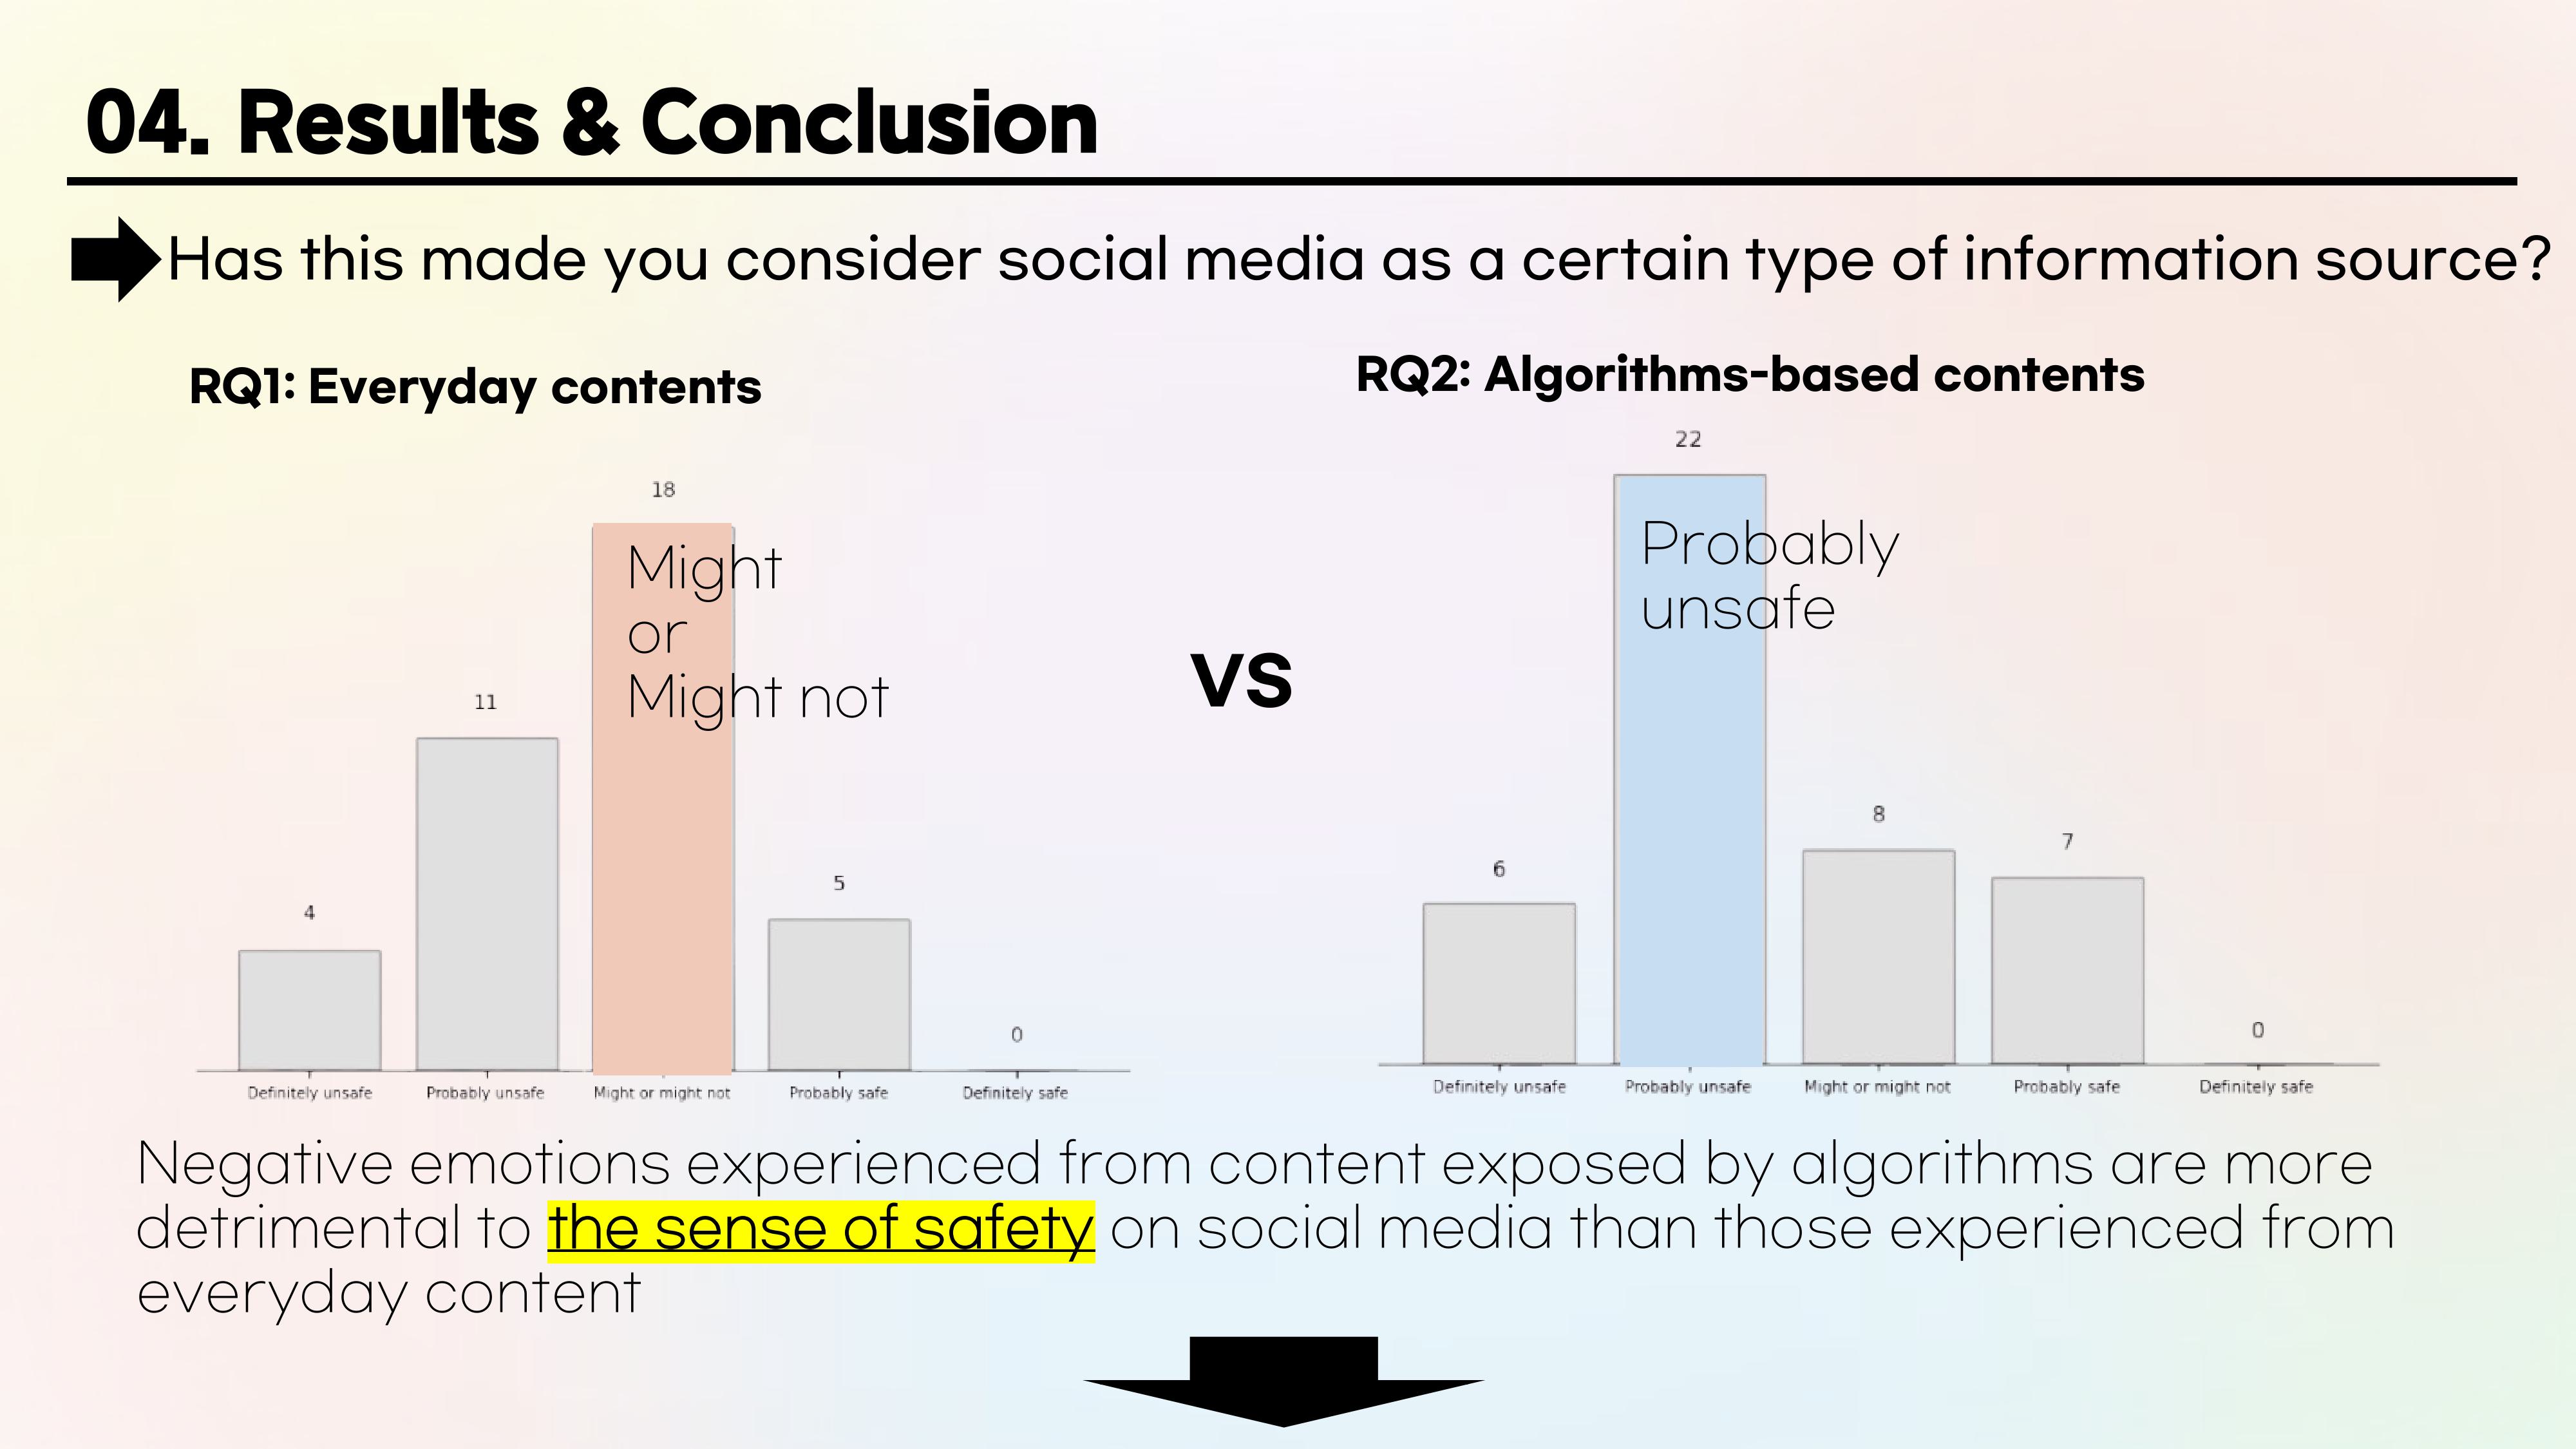 04. Results & Conclusion
Has this made you consider social media as a certain type of information source?
RQ1: Everyday contents
18
Might
or
Might not
11
5
4
0
Definitely unsafe
Probably unsafe
Might or might not
Probably safe
Definitely safe
VS
RQ2: Algorithms-based contents
22
Probably
unsafe
8
7
6
0
Definitely unsafe
Probably unsafe
Might or might not
Probably safe
Definitely safe
Negative emotions experienced from content exposed by algorithms are more
detrimental to the sense of safety on social media than those experienced from
everyday content